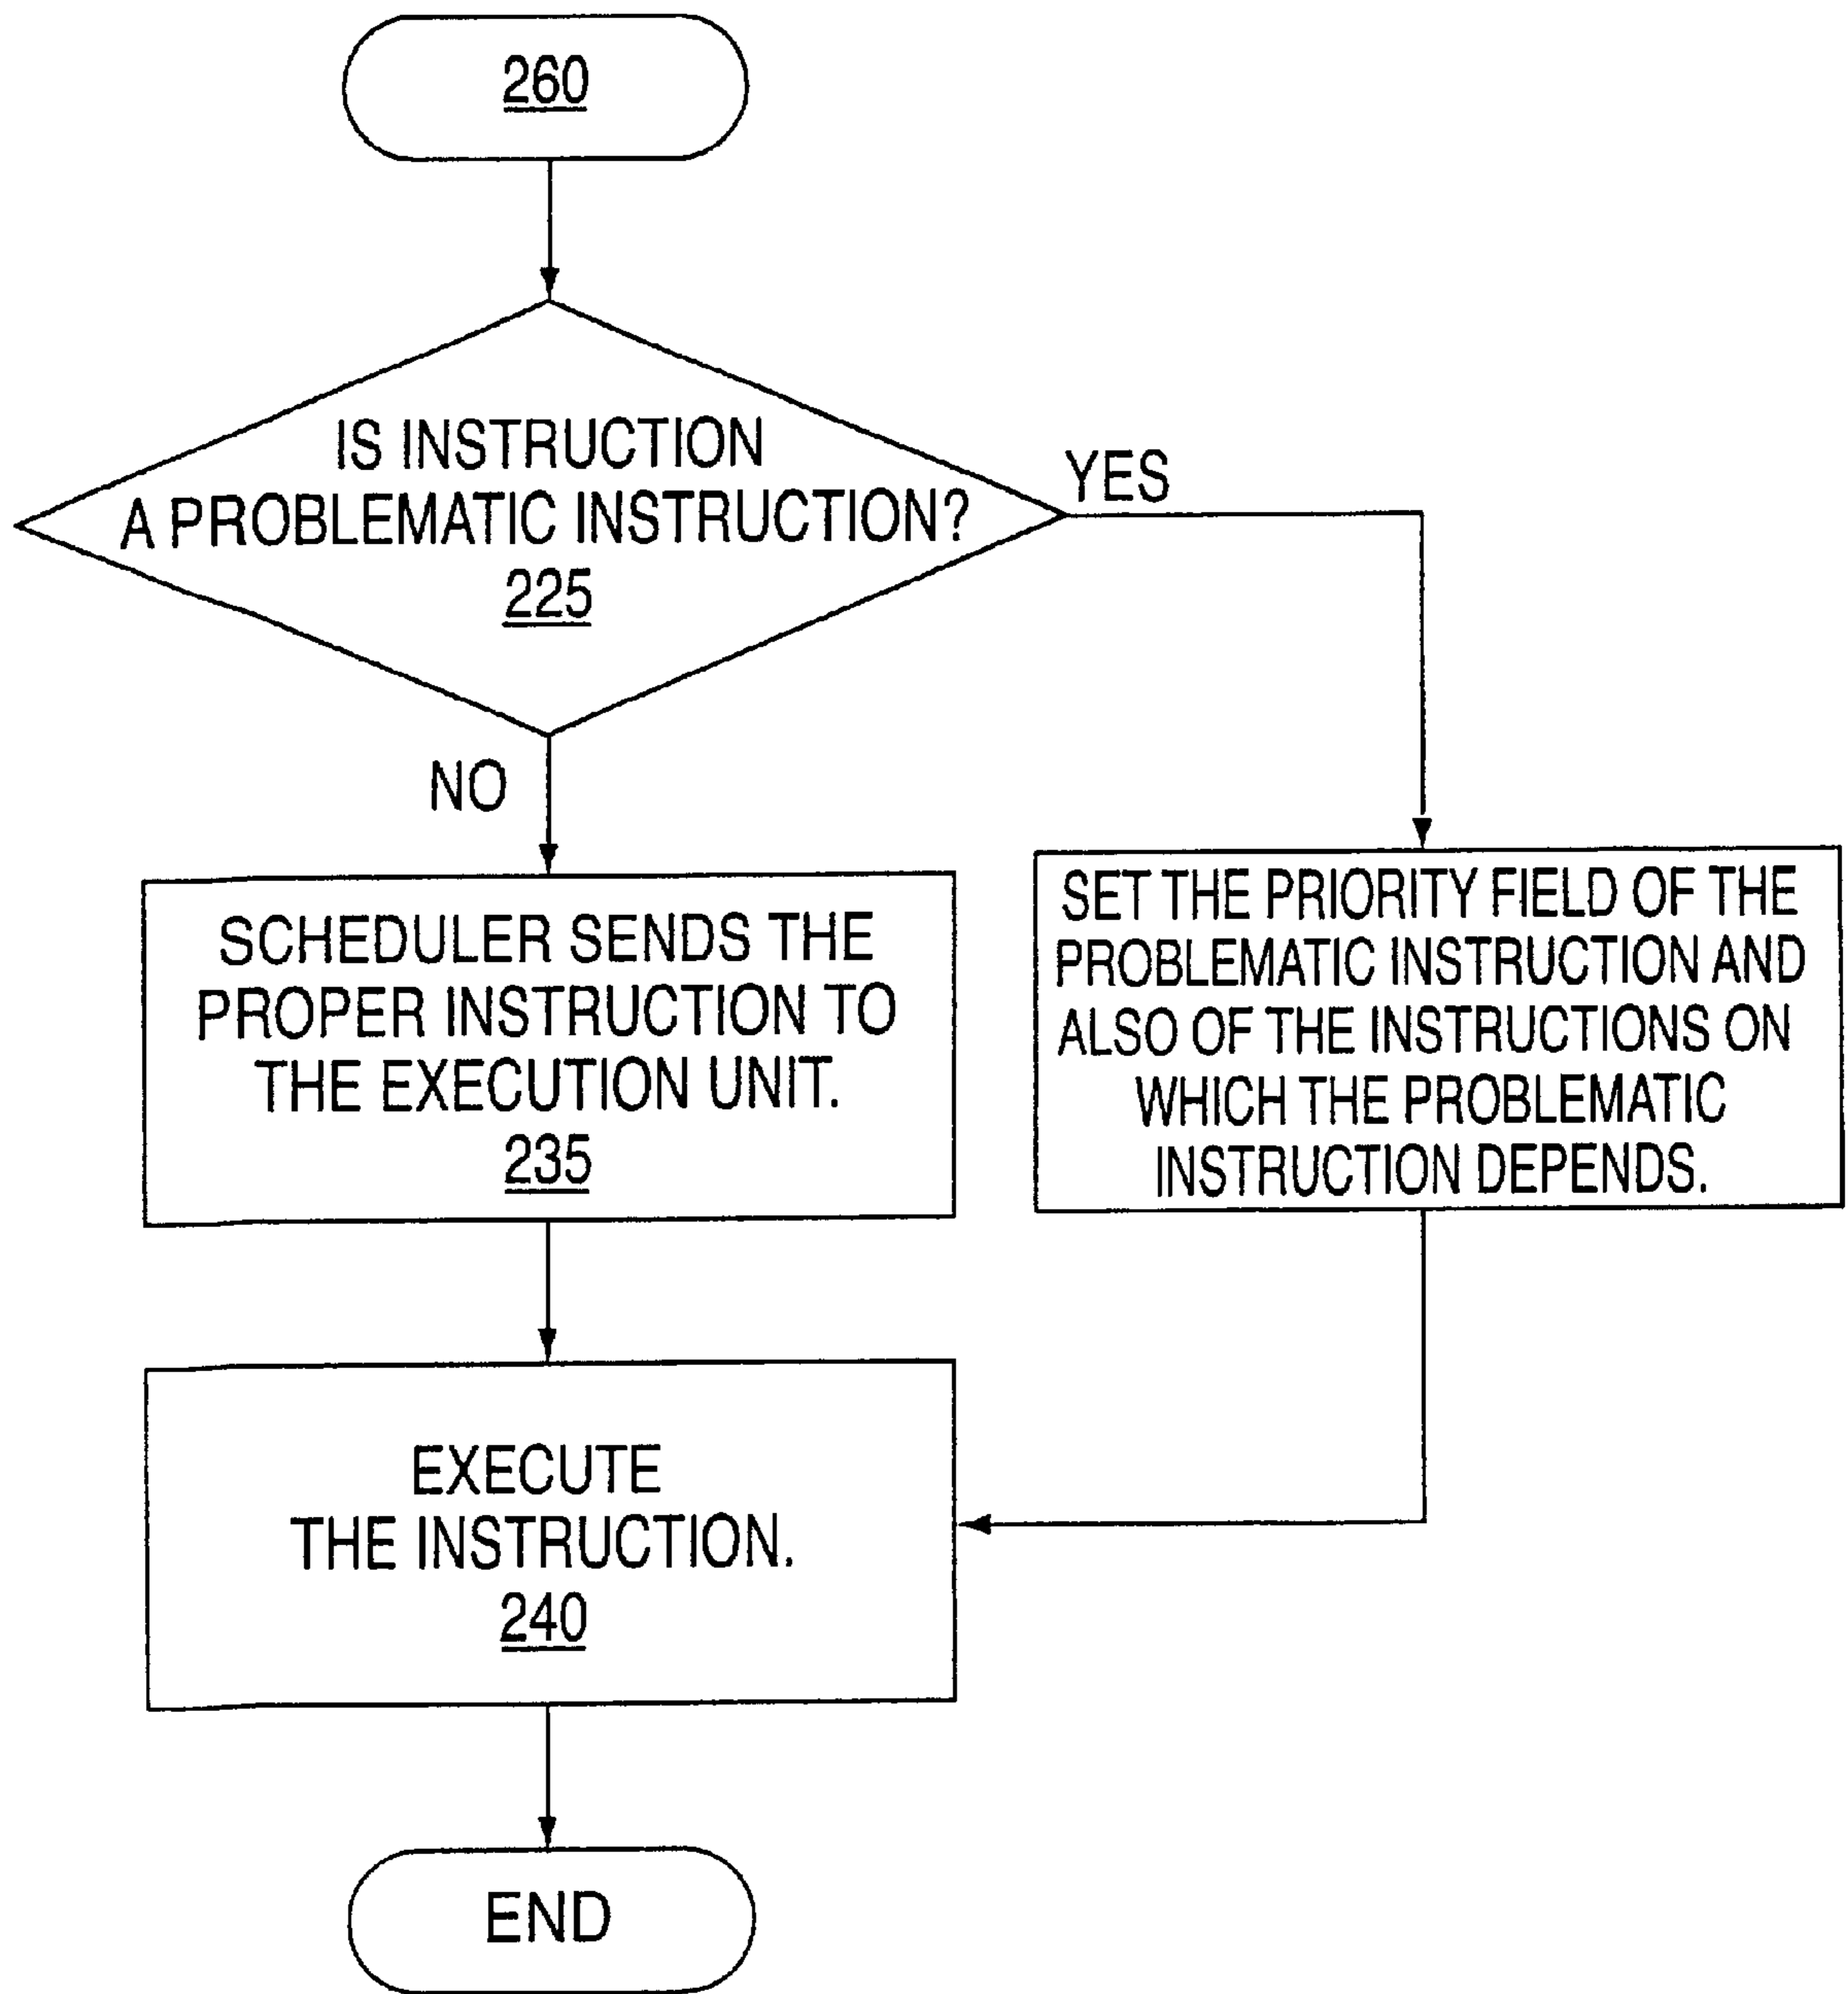 260
IS INSTRUCTION
A PROBLEMATIC INSTRUCTION?
225
YES
NO
SCHEDULER SENDS THE
PROPER INSTRUCTION TO
THE EXECUTION UNIT.
235
SET THE PRIORITY FIELD OF THE
PROBLEMATIC INSTRUCTION AND
ALSO OF THE INSTRUCTIONS ON
WHICH THE PROBLEMATIC
INSTRUCTION DEPENDS.
EXECUTE
THE INSTRUCTION.
240
END